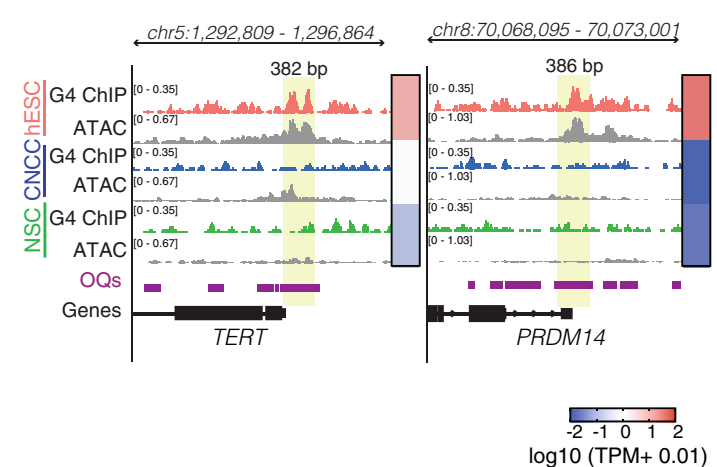 chr5:1,292,809 - 1,296,864
chr8:70,068,095 - 70,073,001
382 bp
386 bp
hESC
G4 ChIP
[0 - 0.35]
[0 - 0.35]
ATAC
[0 - 0.67]
[0 - 1.03]
CNCC
G4 ChIP
[0 - 0.35]
[0 - 0.35]
ATAC
[0 - 0.67]
[0 - 1.03]
NSC
G4 ChIP
[0 - 0.35]
[0 - 0.35]
ATAC
[0 - 0.67]
[0 - 1.03]
OQs
Genes
TERT
PRDM14
-2 -1 0 1 2
log10 (TPM+ 0.01)